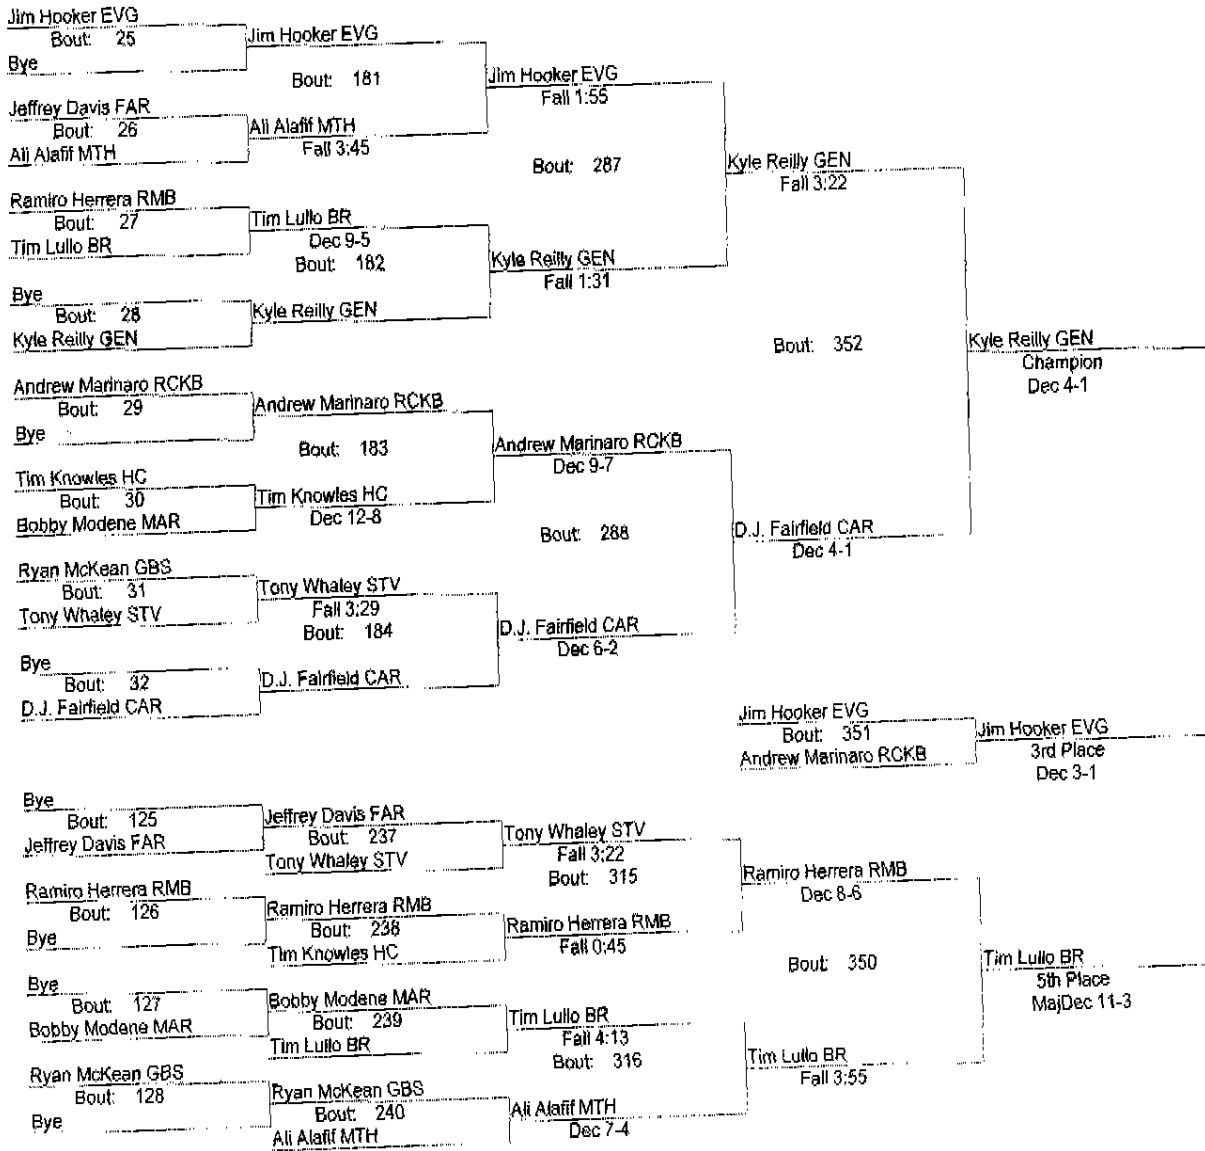 Jim Hooker EVG
Bout: 25
Bye
Jim Hooker EVG
Bout: 181
Jim Hooker EVG
Fall 1:55
Jeffrey Davis FAR
Bout: 26
Ali Alafif MTH
Ali Alafif MTH
Fall 3:45
Bout: 287
Kyle Reilly GEN
Fall 3:22
Ramiro Herrera RMB
Bout: 27
Tim Lullo BR
Tim Lullo BR
Dec 9-5
Bout: 182
Kyle Reilly GEN
Fall 1:31
Bye
Bout: 28
Kyle Reilly GEN
Kyle Reilly GEN
Bout: 352
Kyle Reilly GEN
Champion
Dec 4-1
Andrew Marinaro RCKB
Bout: 29
Bye
Andrew Marinaro RCKB
Bout: 183
Andrew Marinaro RCKB
Dec 9-7
Tim Knowles HC
Bout: 30
Bobby Modene MAR
Tim Knowles HC
Dec 12-8
Bout: 288
D.J. Fairfield CAR
Dec 4-1
Ryan McKean GBS
Bout: 31
Tony Whaley STV
Tony Whaley STV
Fall 3:29
Bout: 184
D.J. Fairfield CAR
Dec 6-2
Bye
Bout: 32
D.J. Fairfield CAR
D.J. Fairfield CAR
Jim Hooker EVG
Bout: 351
Andrew Marinaro RCKB
Jim Hooker EVG
3rd Place
Dec 3-1
Bye
Bout: 125
Jeffrey Davis FAR
Jeffrey Davis FAR
Bout: 237
Tony Whaley STV
Tony Whaley STV
Fall 3:22
Bout: 315
Ramiro Herrera RMB
Dec 8-6
Ramiro Herrera RMB
Bout: 126
Bye
Ramiro Herrera RMB
Bout: 238
Tim Knowles HC
Ramiro Herrera RMB
Fall 0:45
Bout: 350
Tim Lullo BR
5th Place
MajDec 11-3
Bye
Bout: 127
Bobby Modene MAR
Bobby Modene MAR
Bout: 239
Tim Lullo BR
Tim Lullo BR
Fall 4:13
Bout: 316
Tim Lullo BR
Fall 3:55
Ryan McKean GBS
Bout: 128
Bye
Ryan McKean GBS
Bout: 240
Ali Alafif MTH
Ali Alafif MTH
Dec 7-4